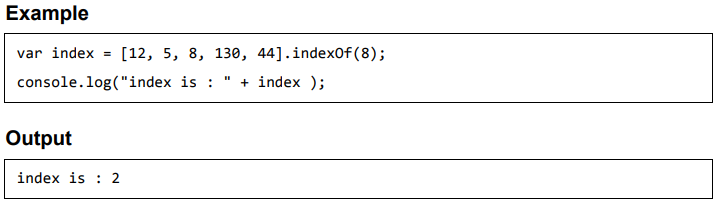 Example
var index = [12, 5, 8, 130, 44].indexOf(8);
console.log("index is : " + index );
Output
index is : 2